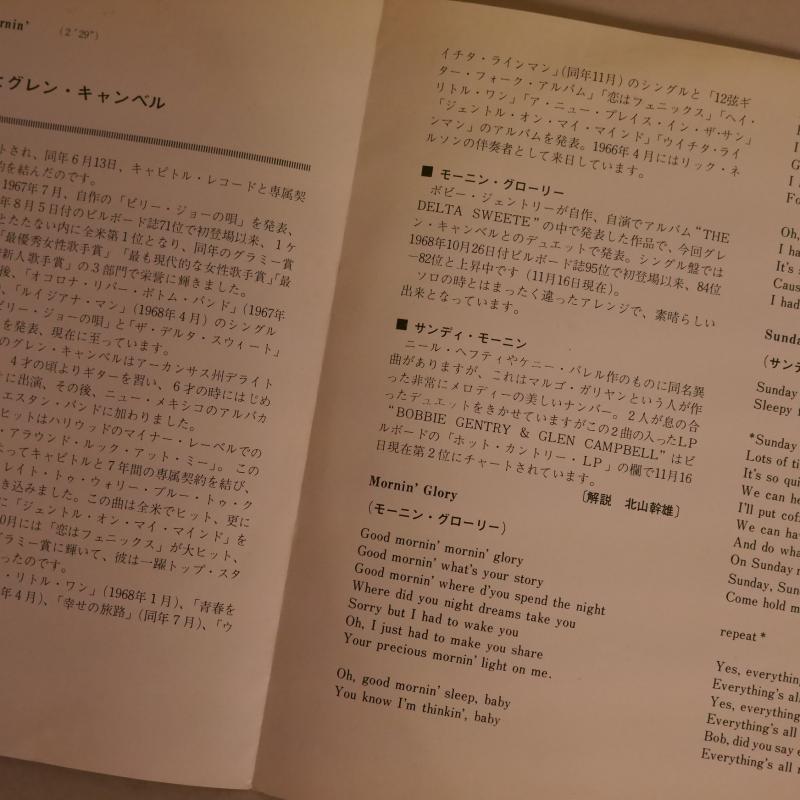 rnin' (2′29″)
とグレン・キャンベル
トされ、同年6月13日，キャピトル・レコードと専属契
約を結んだのです。
1967年7月，自作の「ビリー・ジョーの唄」を発表、
年8月5日付のビルボード誌71位で初登場以来、1ケ
とたたない内に全米第1位となり、同年のグラミー賞
「最優秀女性歌手賞」「最も現代的な女性歌手賞」「最
新人歌手賞」の3部門で栄誉に輝きました。
後、「オコロナ・リバー・ボトム・バンド」(1967年
、「ルイジアナ・マン」(1968年4月)のシングル
ビリー・ジョーの唄」と「ザ・デルタ・スウィート」
を発表、現在に至っています。
のグレン・キャンベルはアーカンサス州デライト
4才の頃よりギターを習い、6才の時にはじめ
に出演、その後、ニュー・メキシコのアルバカ
エスタン・バンドに加わりました。
ヒットはハリウッドのマイナー・レーベルでの
・アラウンド・ルック・アット・ミー」。この
よってキャピトルと7年間の専属契約を結び、
レイト・トゥ・ウォリー・ブルー・トゥ・ク
き込みました。この曲は全米でヒット、更に
に「ジェントル・オン・マイ・マインド」を
0月には「恋はフェニックス」が大ヒット、
グラミー賞に輝いて、彼は一躍トップ・スタ
ったのです。
・リトル・ワン」(1968年1月)、「青春を
年4月)、「幸せの旅路」(同年7月)、「ウ
イチタ・ラインマン」(同年11月)のシングルと「12弦ギ
ター・フォーク・アルバム」「恋はフェニックス」「ヘイ・
リトル・ワン」「ア・ニュー・プレイス・イン・ザ・サン」
「ジェントル・オン・マイ・マインド」「ウイチタ・ライ
ンマン」のアルバムを発表。1966年4月にはリック・ネ
ルソンの伴奏者として来日しています。
■ モーニン・グローリー
ボビー・ジェントリーが自作、自演でアルバム“THE
DELTA SWEETE”の中で発表した作品で、今回グレ
ン・キャンベルとのデュエットで発表。シングル盤では
1968年10月26日付ビルボード誌95位で初登場以来、84位
−82位と上昇中です(11月16日現在)。
ソロの時とはまったく違ったアレンジで、素晴らしい
出来となっています。
■ サンディ・モーニン
ニール・ヘフティやケニー・バレル作のものに同名異
曲がありますが、これはマルゴ・ガリヤンという人が作
った非常にメロディーの美しいナンバー。2人が息の合
ったデュエットをきかせていますがこの2曲の入ったLP
“BOBBIE GENTRY & GLEN CAMPBELL”はビ
ルボードの「ホット・カントリー・LP」の欄で11月16
日現在第2位にチャートされています。
〔解説 北山幹雄〕
Mornin' Glory
(モーニン・グローリー)
Good mornin' mornin' glory
Good mornin' what's your story
Good mornin' where d'you spend the night
Where did you night dreams take you
Sorry but I had to wake you
Oh, I just had to make you share
Your precious mornin' light on me.
Oh, good mornin' sleep, baby
You know I'm thinkin', baby
I
I
G
I
Fo
Oh,
I ha
It's
Caus
I had
Sunda
(サン
Sunday
Sleepy
*Sunday
Lots of ti
It's so qui
We can he
I'll put cof
We can hav
And do wha
On Sunday
Sunday, Sun
Come hold m
repeat *
Yes, everything
Everything's al
Yes, everything
Everything's all
Bob, did you say e
Everything's all